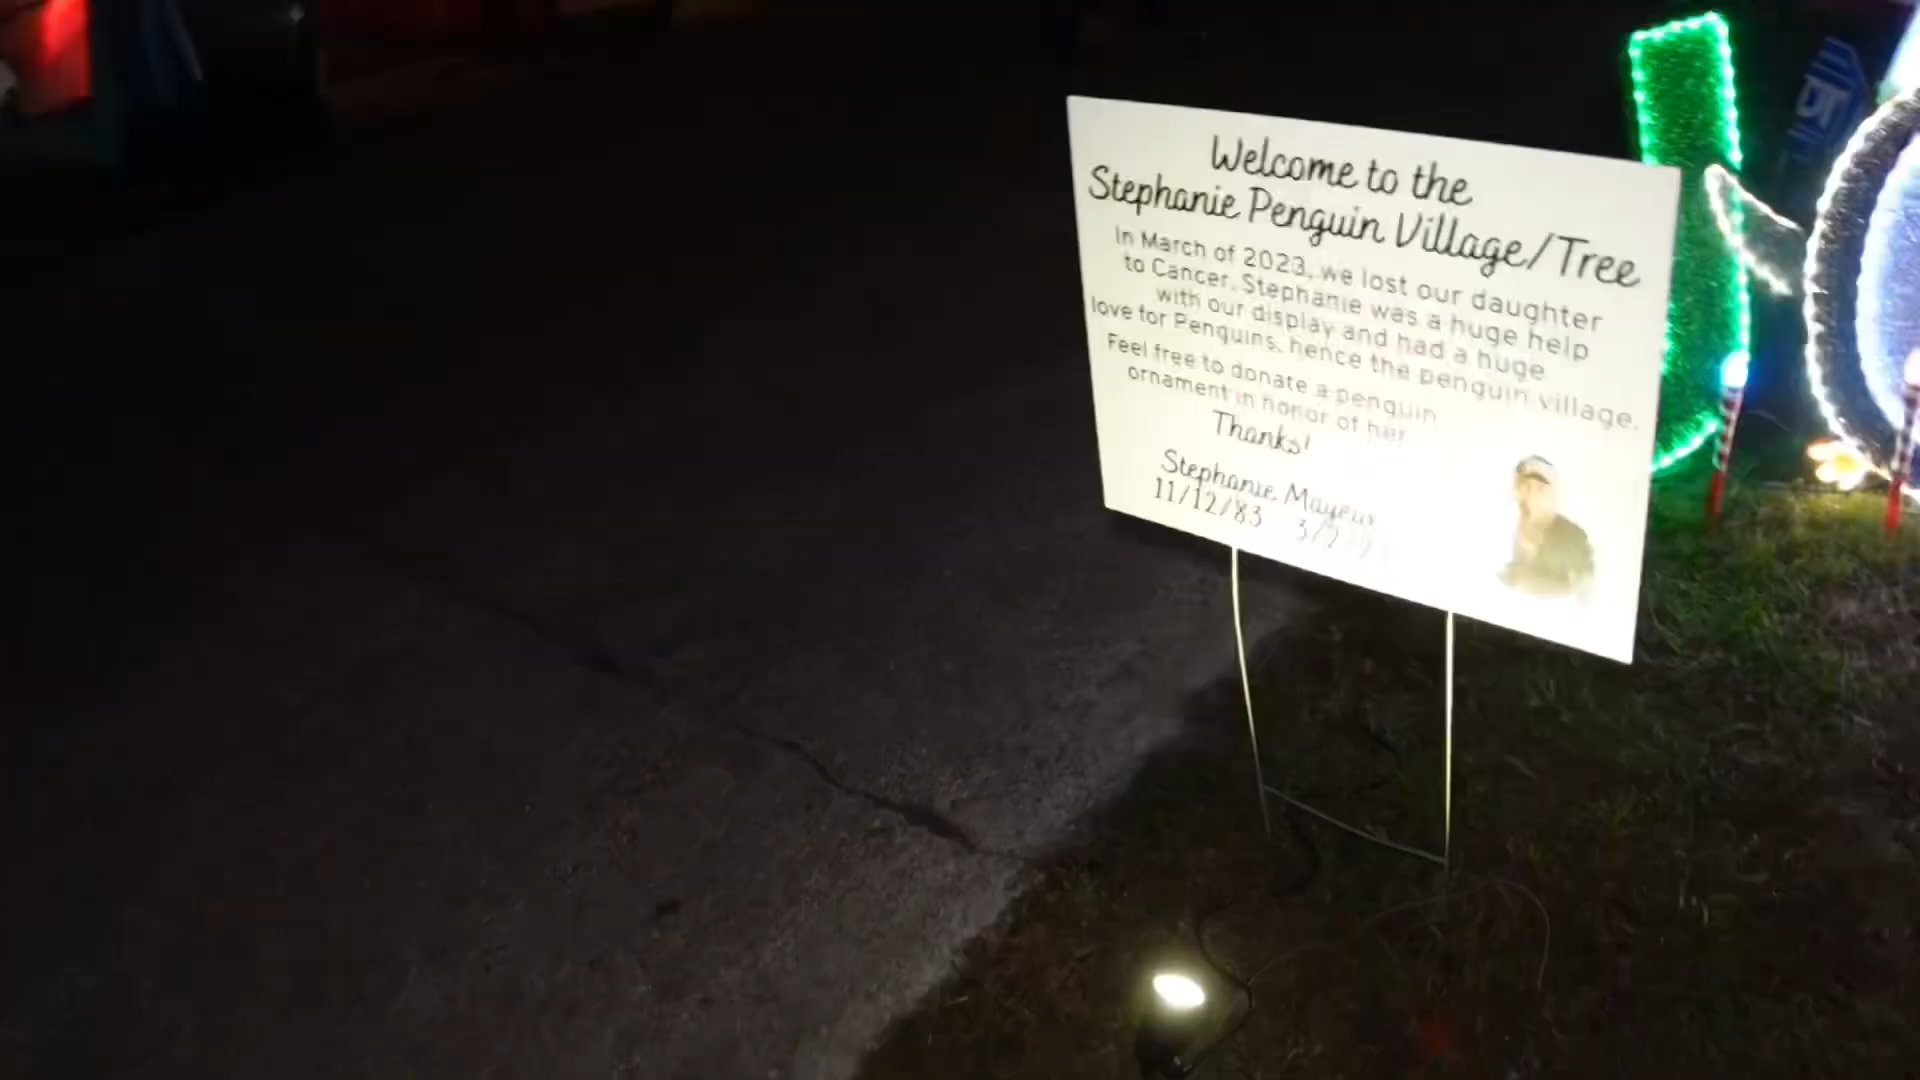 Welcome to the
Stephanie Penguin Village/Tree
In March of 2023, we lost our daughter
to Cancer. Stephanie was a huge help
with our display and had a huge
love for Penguins, hence the penguin village.
Feel free to donate a penguin
ornament in honor of her
Thanks!
Stephanie
11/12/83